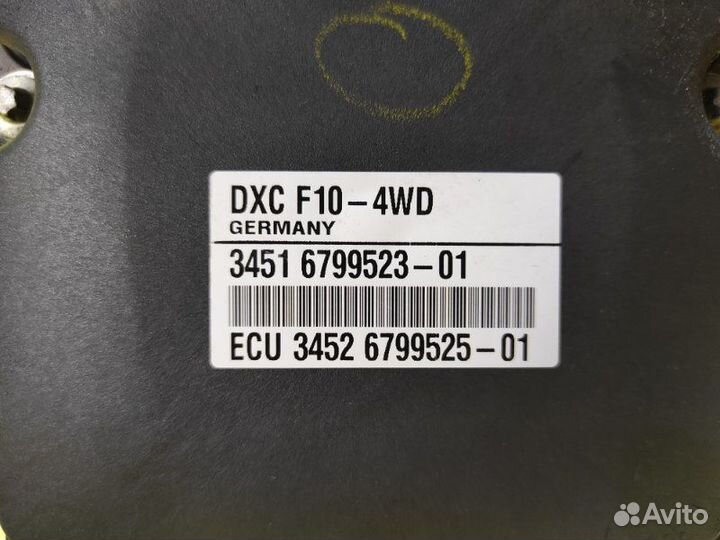 DXC F10-4WD
GERMANY
3451 6799523-01
ECU 3452 6799525-01
Avito